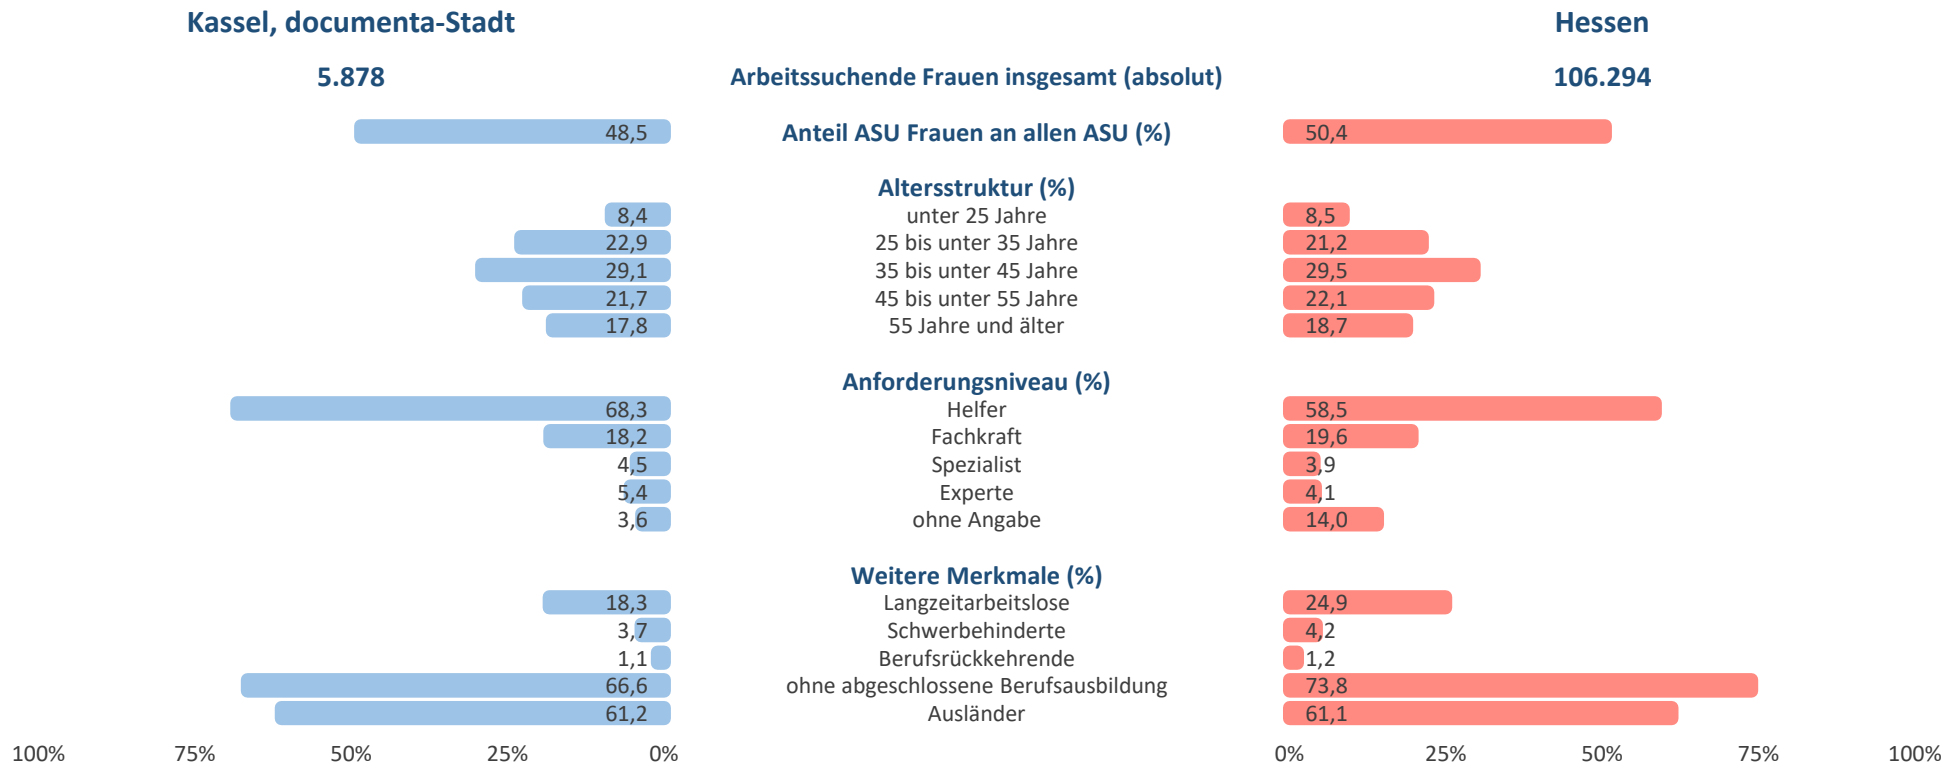 Kassel, documenta-Stadt Hessen
5.878 Arbeitssuchende Frauen insgesamt (absolut) 106.294
48,5 Anteil ASU Frauen an allen ASU (%) 50,4
Altersstruktur (%)
8,4 unter 25 Jahre 8,5
22,9 25 bis unter 35 Jahre 21,2
29,1 35 bis unter 45 Jahre 29,5
21,7 45 bis unter 55 Jahre 22,1
17,8 55 Jahre und älter 18,7
Anforderungsniveau (%)
68,3 Helfer 58,5
18,2 Fachkraft 19,6
4,5 Spezialist 3,9
5,4 Experte 4,1
3,6 ohne Angabe 14,0
Weitere Merkmale (%)
18,3 Langzeitarbeitslose 24,9
3,7 Schwerbehinderte 4,2
1,1 Berufsrückkehrende 1,2
66,6 ohne abgeschlossene Berufsausbildung 73,8
61,2 Ausländer 61,1
100% 75% 50% 25% 0% 0% 25% 50% 75% 100%